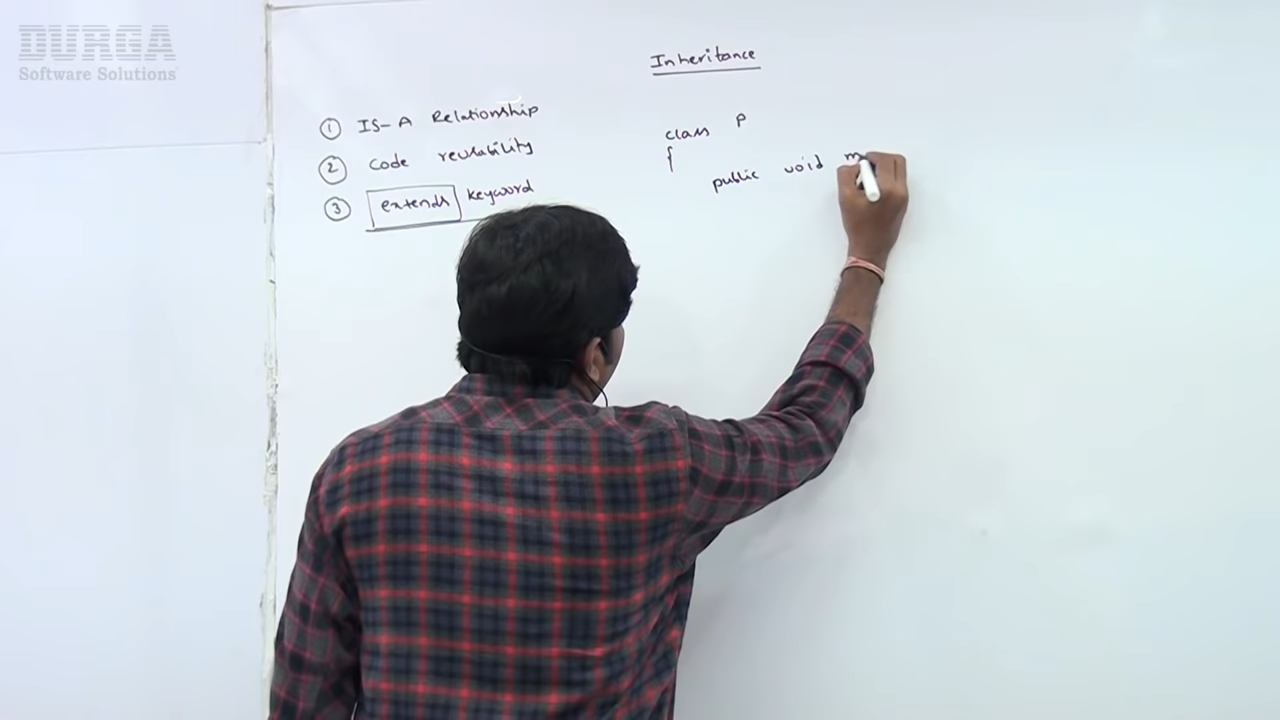 DURGA
Software Solutions
Inheritance
① IS-A Relationship
② Code reusability
③ extends keyword
class P
{
public void m